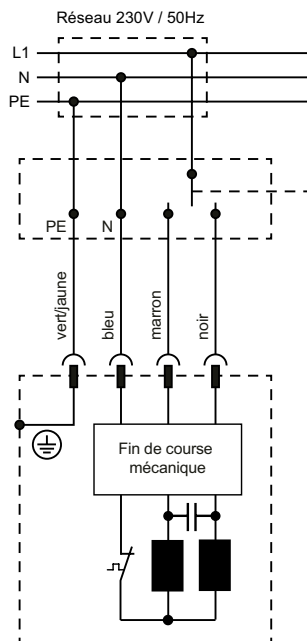 Réseau 230V / 50Hz
L1
N
PE
PE
N
vert/jaune
bleu
marron
noir
Fin de course
mécanique